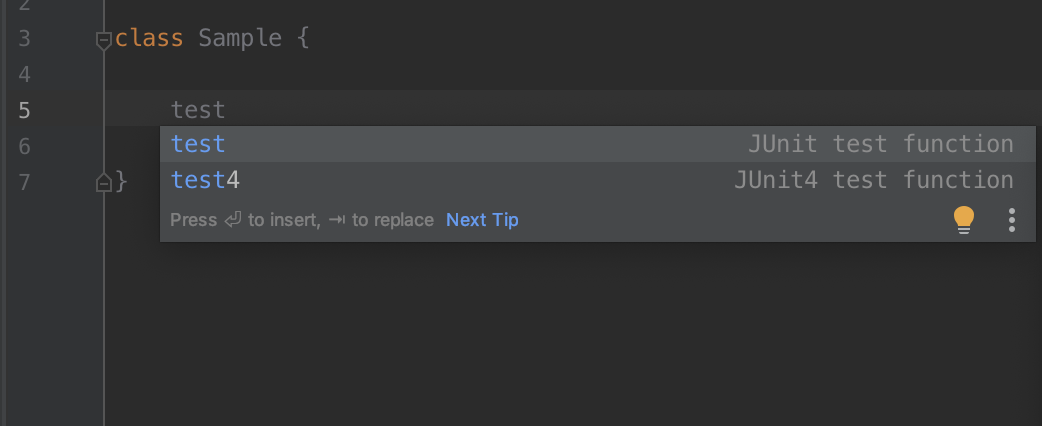 2
3 class Sample {
4
5 test
6 test JUnit test function
7 } test4 JUnit4 test function
Press ⏎ to insert, ⇥ to replace Next Tip